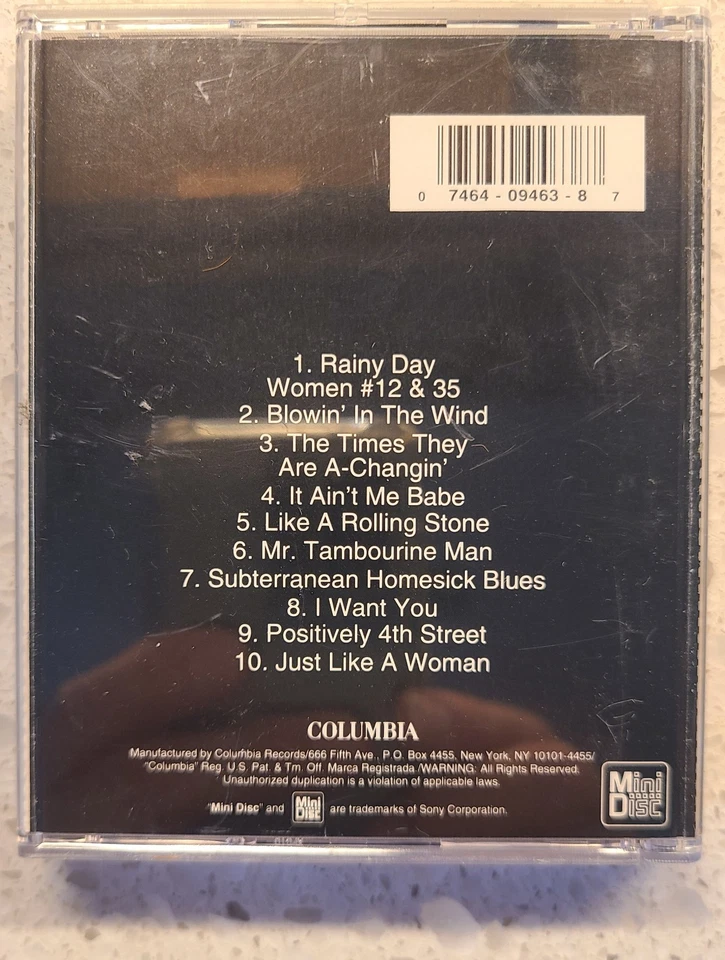 0 7464 - 09463 - 8 7
1. Rainy Day
Women #12 & 35
2. Blowin' In The Wind
3. The Times They
Are A-Changin'
4. It Ain't Me Babe
5. Like A Rolling Stone
6. Mr. Tambourine Man
7. Subterranean Homesick Blues
8. I Want You
9. Positively 4th Street
10. Just Like A Woman
COLUMBIA
Manufactured by Columbia Records/666 Fifth Ave., P.O. Box 4455, New York, NY 10101-4455/
"Columbia" Reg. U.S. Pat. & Tm. Off. Marca Registrada./WARNING: All Rights Reserved.
Unauthorized duplication is a violation of applicable laws.
"Mini Disc" and Mini Disc are trademarks of Sony Corporation.
Mini
Disc